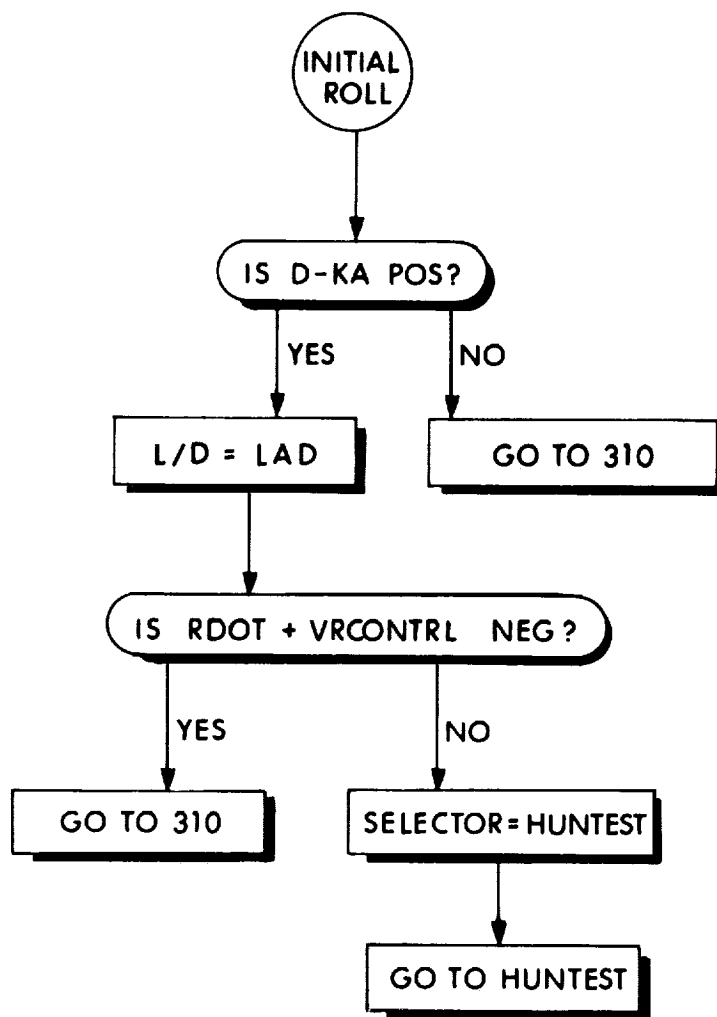 INITIAL
ROLL
IS D-KA POS?
YES
NO
L/D = LAD
GO TO 310
IS RDOT + VRCONTRL NEG?
YES
NO
GO TO 310
SELECTOR = HUNTEST
GO TO HUNTEST